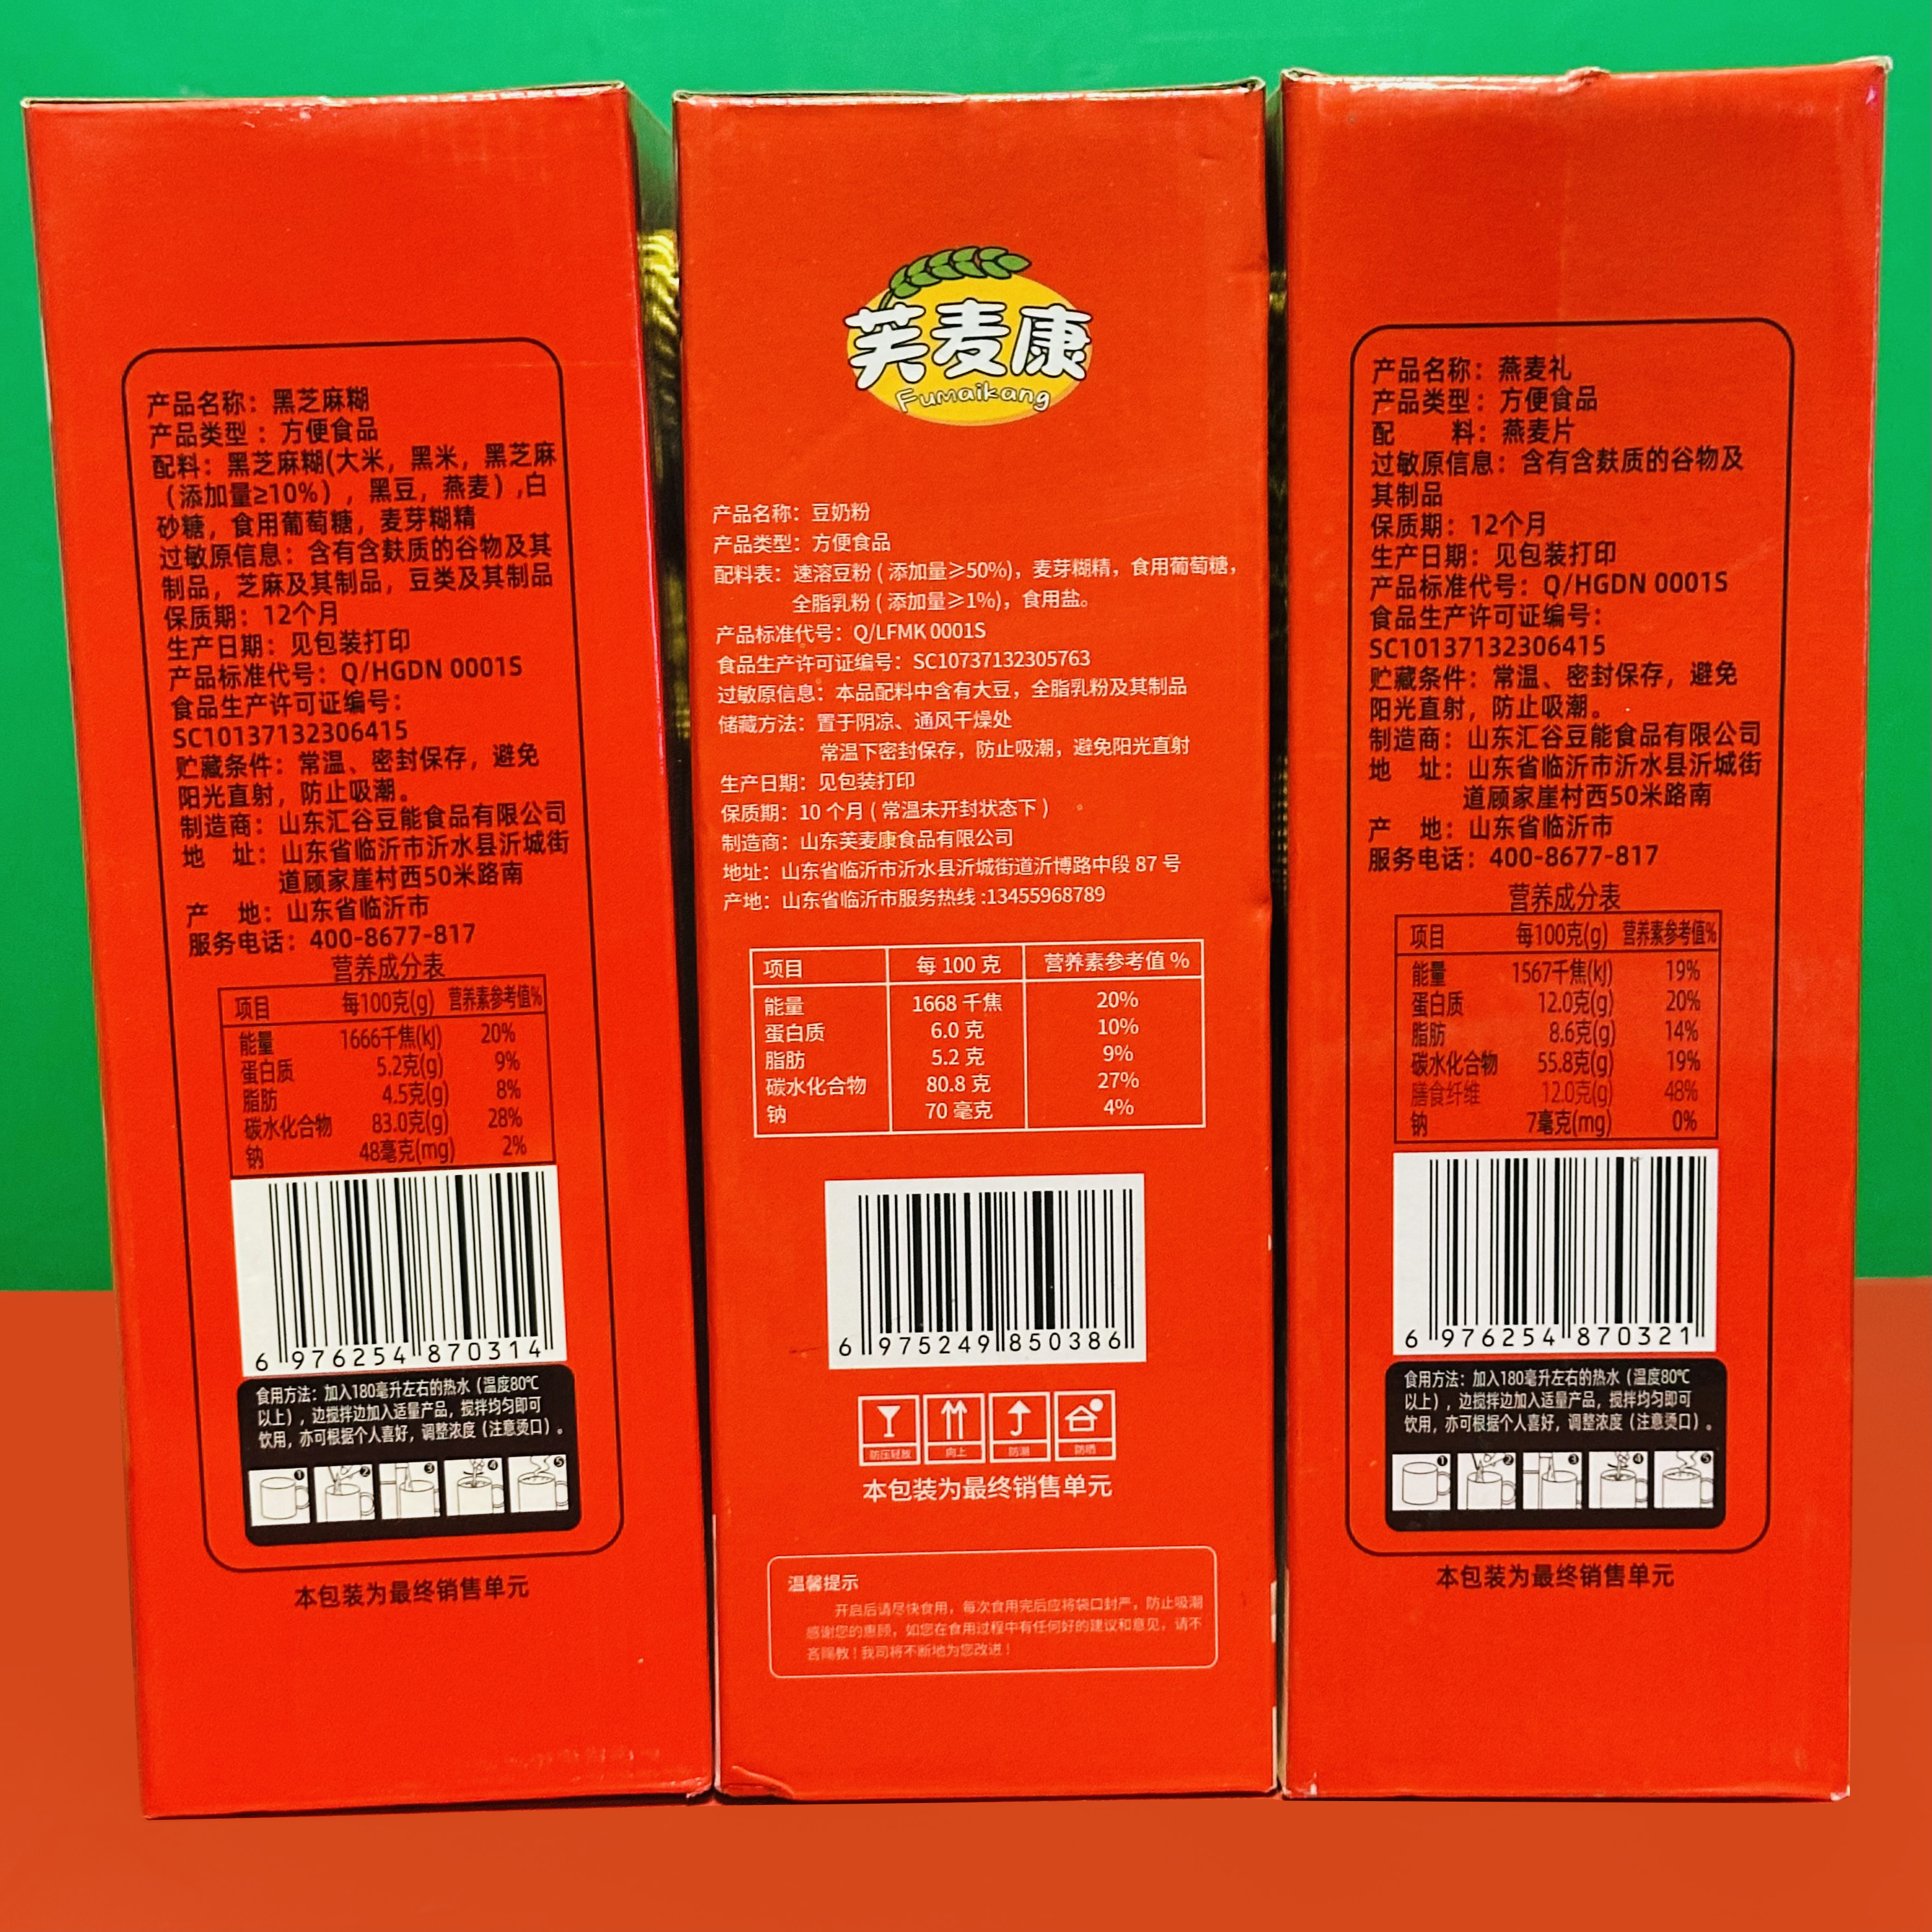 产品名称：黑芝麻糊
产品类型：方便食品
配料：黑芝麻糊(大米，黑米，黑芝麻
（添加量≥10%），黑豆，燕麦）,白
砂糖，食用葡萄糖，麦芽糊精
过敏原信息：含有含麸质的谷物及其
制品，芝麻及其制品，豆类及其制品
保质期：12个月
生产日期：见包装打印
产品标准代号：Q/HGDN 0001S
食品生产许可证编号：
SC10137132306415
贮藏条件：常温、密封保存，避免
阳光直射，防止吸潮。
制造商：山东汇谷豆能食品有限公司
地　址：山东省临沂市沂水县沂城街
道顾家崖村西50米路南
产　地：山东省临沂市
服务电话：400-8677-817
营养成分表
项目 每100克(g) 营养素参考值%
能量 1666千焦(kJ) 20%
蛋白质 5.2克(g) 9%
脂肪 4.5克(g) 8%
碳水化合物 83.0克(g) 28%
钠 48毫克(mg) 2%
6 976254 870314
食用方法：加入180毫升左右的热水（温度80℃
以上），边搅拌边加入适量产品，搅拌均匀即可
饮用，亦可根据个人喜好，调整浓度（注意烫口）。
1 2 3 4 5
本包装为最终销售单元
芙麦康
Fumaikang
产品名称：豆奶粉
产品类型：方便食品
配料表：速溶豆粉（添加量≥50%)，麦芽糊精，食用葡萄糖，
全脂乳粉（添加量≥1%)，食用盐。
产品标准代号：Q/LFMK 0001S
食品生产许可证编号：SC10737132305763
过敏原信息：本品配料中含有大豆，全脂乳粉及其制品
储藏方法：置于阴凉、通风干燥处
常温下密封保存，防止吸潮，避免阳光直射
生产日期：见包装打印
保质期：10 个月（常温未开封状态下）
制造商：山东芙麦康食品有限公司
地址：山东省临沂市沂水县沂城街道沂博路中段 87 号
产地：山东省临沂市服务热线:13455968789
项目 每 100 克 营养素参考值 %
能量 1668 千焦 20%
蛋白质 6.0 克 10%
脂肪 5.2 克 9%
碳水化合物 80.8 克 27%
钠 70 毫克 4%
6 975249 850386
防压轻放 向上 防潮 防晒
本包装为最终销售单元
温馨提示
开启后请尽快食用，每次食用完后应将袋口封严，防止吸潮
感谢您的惠顾，如您在食用过程中有任何好的建议和意见，请不
吝赐教！我司将不断地为您改进！
产品名称：燕麦礼
产品类型：方便食品
配　　料：燕麦片
过敏原信息：含有含麸质的谷物及
其制品
保质期：12个月
生产日期：见包装打印
产品标准代号：Q/HGDN 0001S
食品生产许可证编号：
SC10137132306415
贮藏条件：常温、密封保存，避免
阳光直射，防止吸潮。
制造商：山东汇谷豆能食品有限公司
地　址：山东省临沂市沂水县沂城街
道顾家崖村西50米路南
产　地：山东省临沂市
服务电话：400-8677-817
营养成分表
项目 每100克(g) 营养素参考值%
能量 1567千焦(kJ) 19%
蛋白质 12.0克(g) 20%
脂肪 8.6克(g) 14%
碳水化合物 55.8克(g) 19%
膳食纤维 12.0克(g) 48%
钠 7毫克(mg) 0%
6 976254 870321
食用方法：加入180毫升左右的热水（温度80℃
以上），边搅拌边加入适量产品，搅拌均匀即可
饮用，亦可根据个人喜好，调整浓度（注意烫口）。
1 2 3 4 5
本包装为最终销售单元